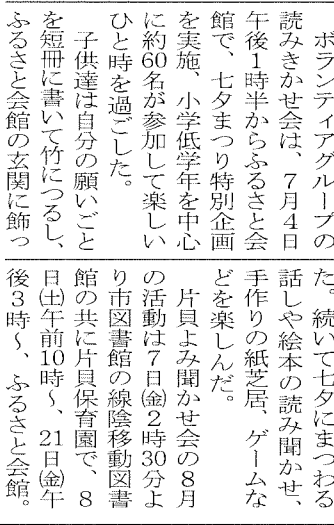 ボランティアグループの
読みきかせ会は、7月4日
午後1時半からふるさと会
館で、七夕まつり特別企画
を実施、小学低学年を中心
に約60名が参加して楽しい
ひと時を過ごした。
子供達は自分の願いごと
を短冊に書いて竹につるし、
ふるさと会館の玄関に飾っ
た。続いて七夕にまつわる
話しや絵本の読み聞かせ、
手作りの紙芝居、ゲームな
どを楽しんだ。
片貝よみ聞かせ会の8月
の活動は7日㈮2時30分よ
り市図書館の線陰移動図書
館の共に片貝保育園で、8
日㈯午前10時〜、21日㈮午
後3時〜、ふるさと会館。